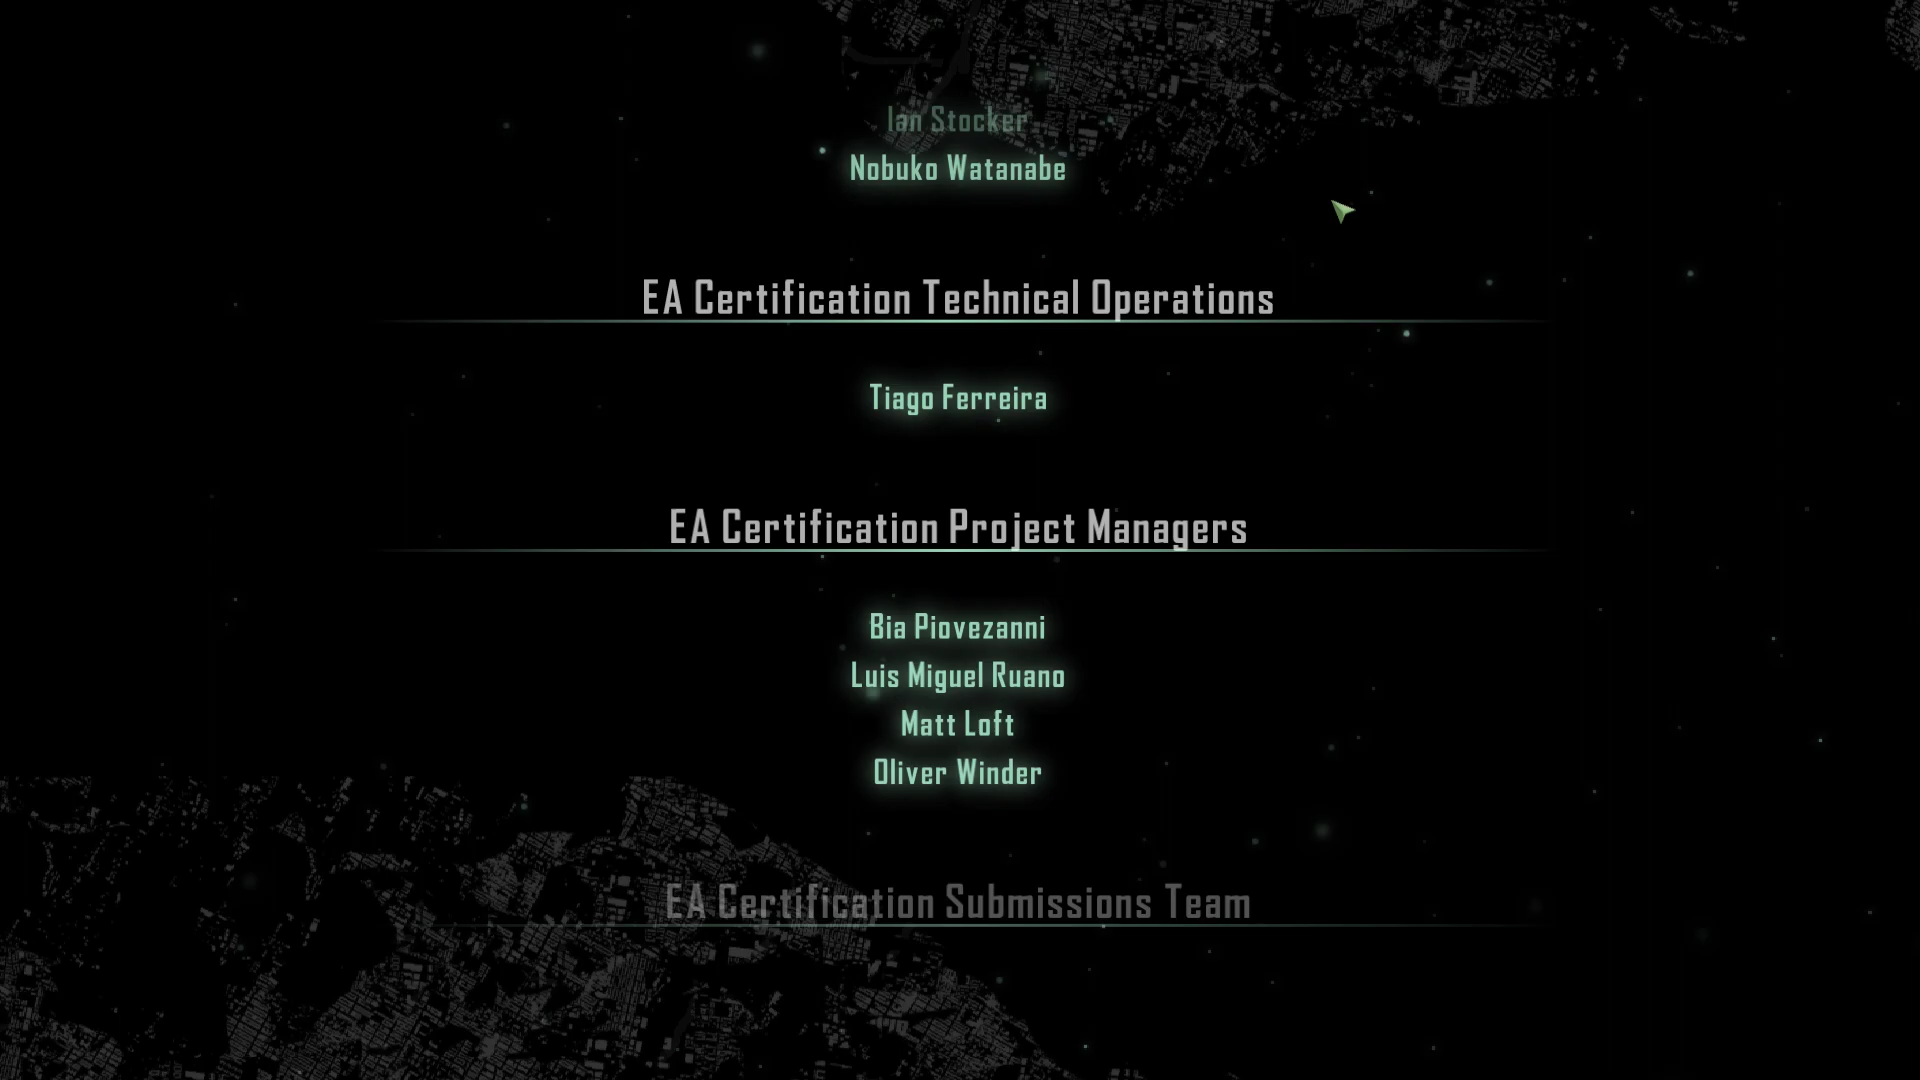 Ian Stocker
Nobuko Watanabe
EA Certification Technical Operations
Tiago Ferreira
EA Certification Project Managers
Bia Piovezanni
Luis Miguel Ruano
Matt Loft
Oliver Winder
EA Certification Submissions Team